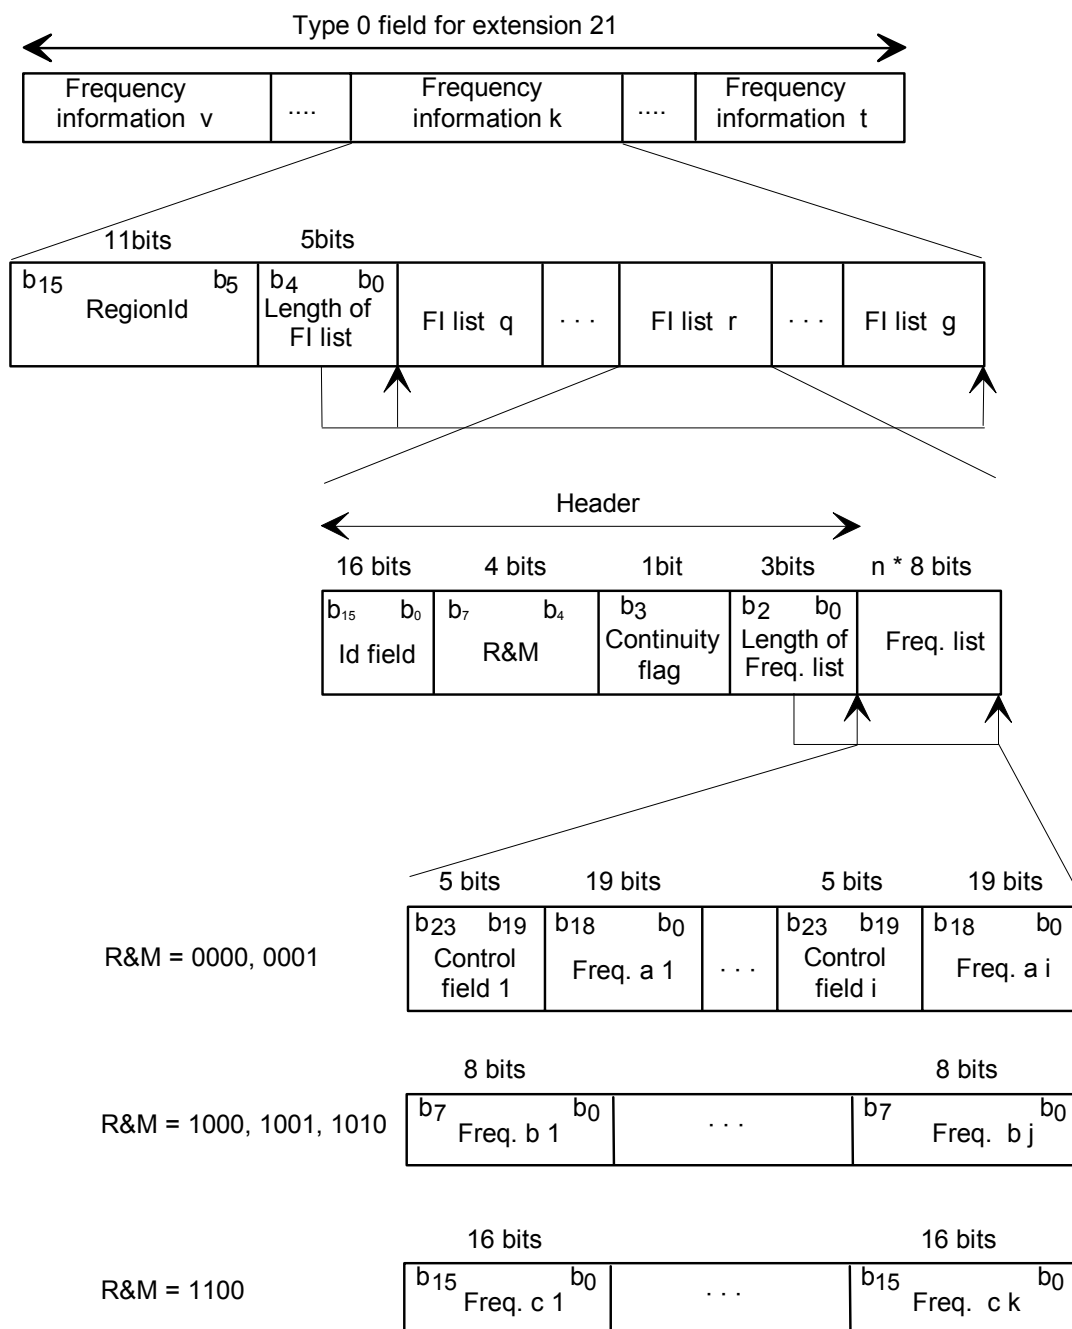 Type 0 field for extension 21
Frequency information v
....
Frequency information k
....
Frequency information t
11bits
5bits
b15 b5
RegionId
b4 b0
Length of
FI list
FI list q
. . .
FI list r
. . .
FI list g
Header
16 bits
4 bits
1bit
3bits
n * 8 bits
b15 b0
Id field
b7 b4
R&M
b3
Continuity
flag
b2 b0
Length of
Freq. list
Freq. list
5 bits
19 bits
5 bits
19 bits
R&M = 0000, 0001
b23 b19
Control
field 1
b18 b0
Freq. a 1
. . .
b23 b19
Control
field i
b18 b0
Freq. a i
8 bits
8 bits
R&M = 1000, 1001, 1010
b7 b0
Freq. b 1
. . .
b7 b0
Freq. b j
16 bits
16 bits
R&M = 1100
b15 b0
Freq. c 1
. . .
b15 b0
Freq. c k